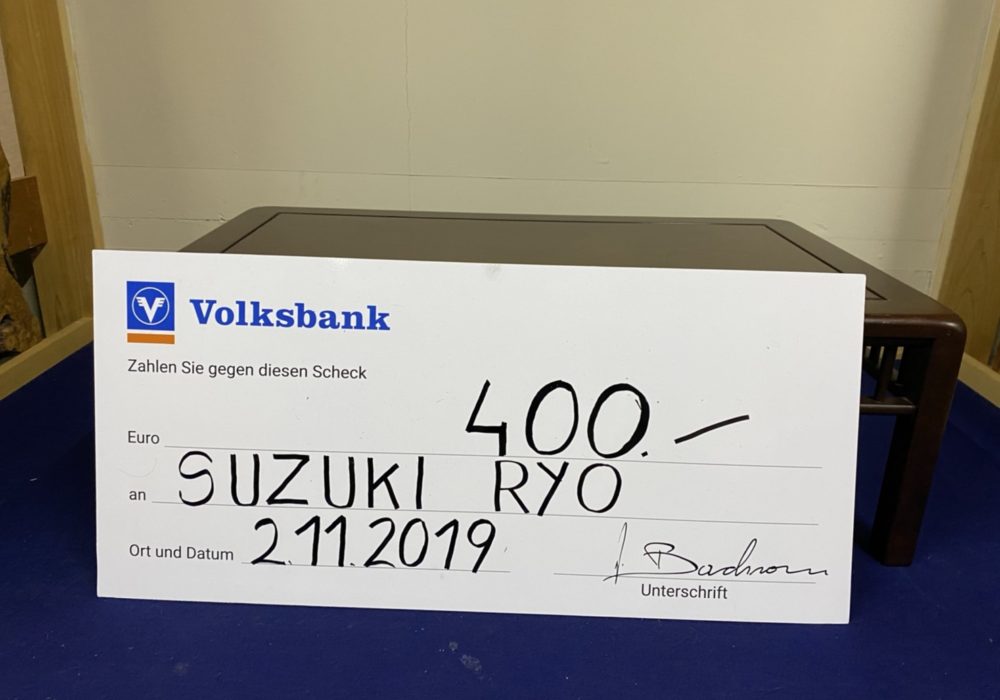 Volksbank
Zahlen Sie gegen diesen Scheck
Euro 400.-
an SUZUKI RYO
Ort und Datum 2.11.2019
Unterschrift